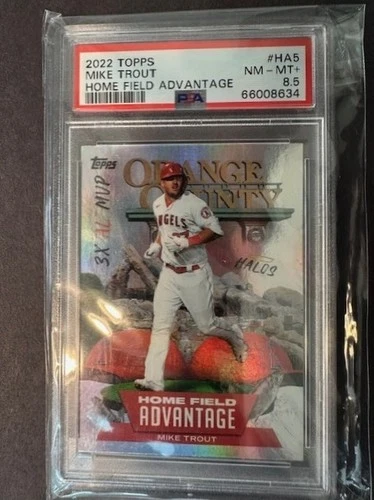 2022 TOPPS #HA5
MIKE TROUT NM - MT+
HOME FIELD ADVANTAGE 8.5
PSA 66008634
Topps
ORANGE
COUNTY
3X AL MVP
ANGELS
HALOS
HOME FIELD
ADVANTAGE
MIKE TROUT